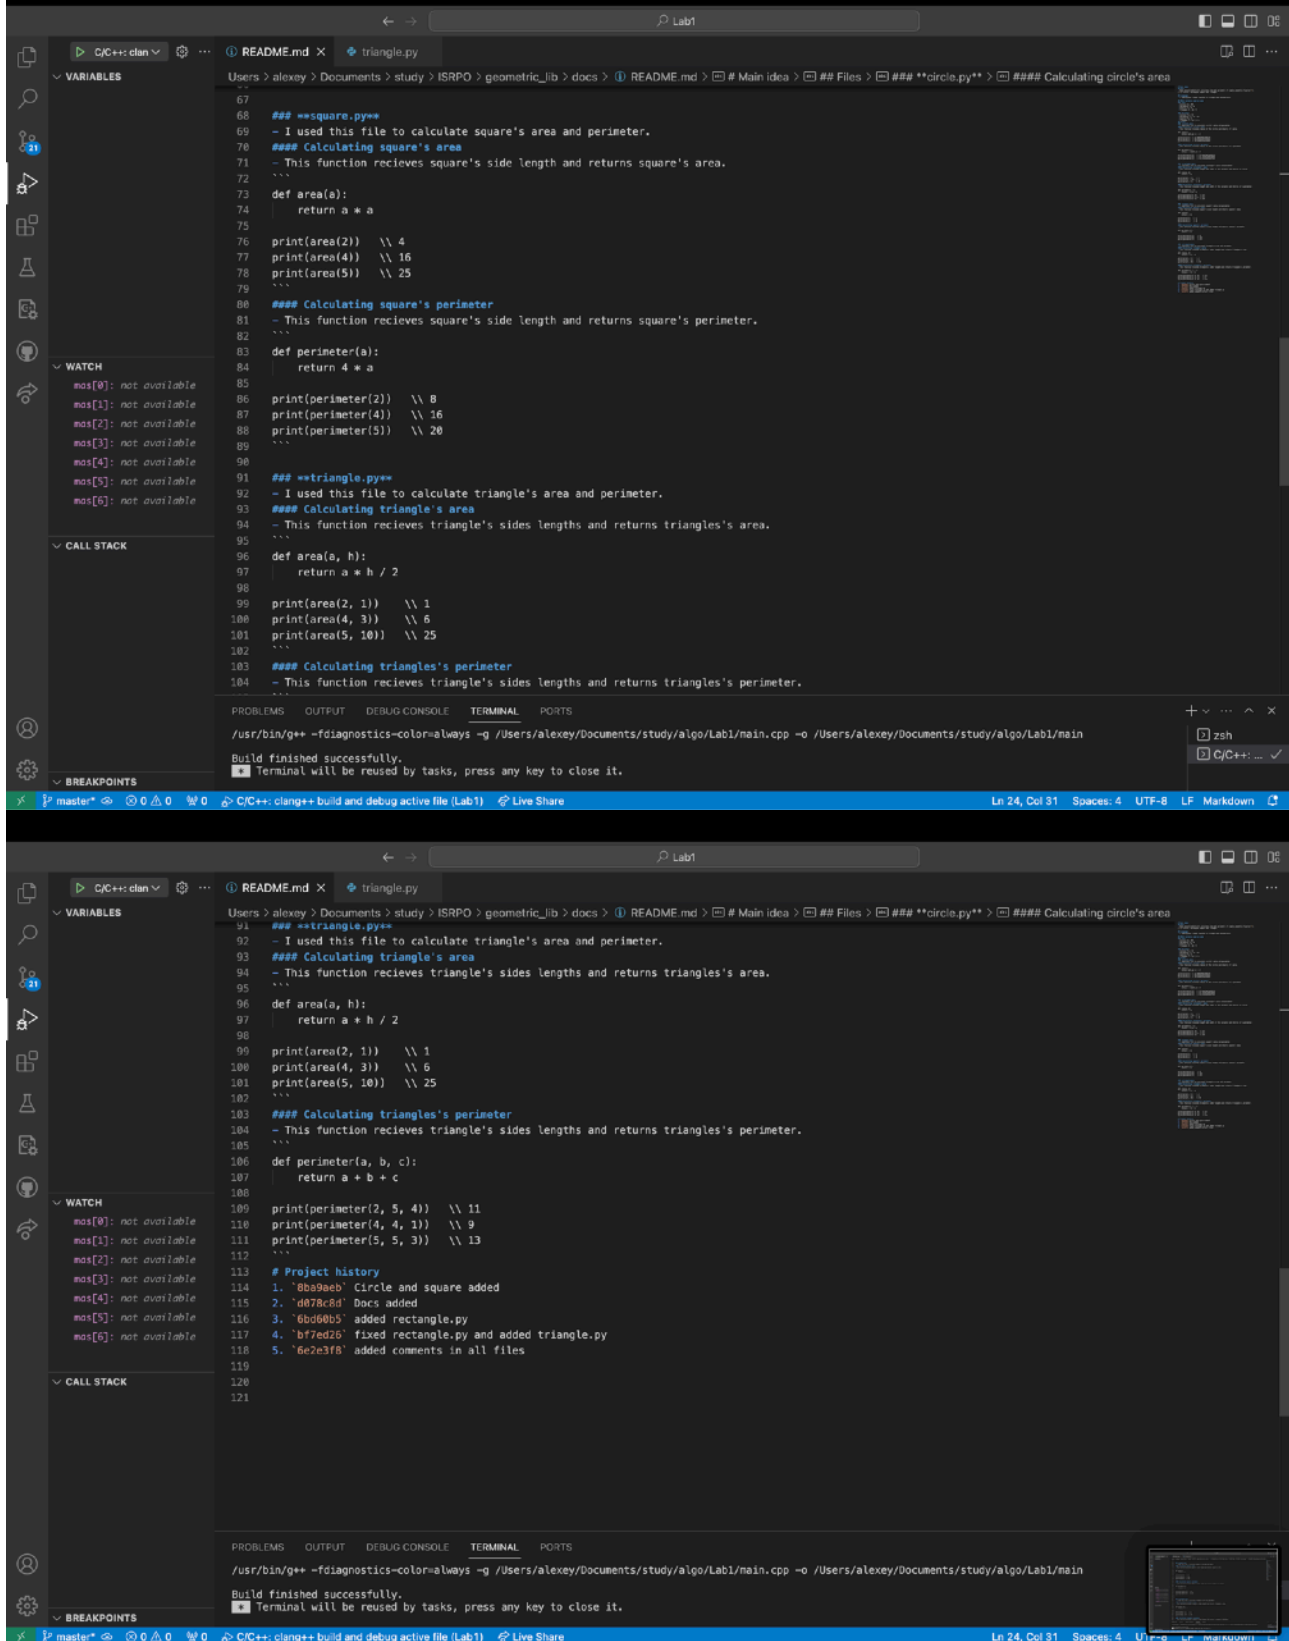 Lab1
C/C++: clan
README.md
triangle.py
VARIABLES
Users > alexey > Documents > study > ISRPO > geometric_lib > docs > README.md > # Main idea > ## Files > ### **circle.py** > #### Calculating circle's area
67
68 ### **square.py**
69 - I used this file to calculate square's area and perimeter.
70 #### Calculating square's area
71 - This function recieves square's side length and returns square's area.
72 ```
73 def area(a):
74 return a * a
75
76 print(area(2)) \\ 4
77 print(area(4)) \\ 16
78 print(area(5)) \\ 25
79 ```
80 #### Calculating square's perimeter
81 - This function recieves square's side length and returns square's perimeter.
82 ```
83 def perimeter(a):
84 return 4 * a
85
86 print(perimeter(2)) \\ 8
87 print(perimeter(4)) \\ 16
88 print(perimeter(5)) \\ 20
89 ```
90
91 ### **triangle.py**
92 - I used this file to calculate triangle's area and perimeter.
93 #### Calculating triangle's area
94 - This function recieves triangle's sides lengths and returns triangles's area.
95 ```
96 def area(a, h):
97 return a * h / 2
98
99 print(area(2, 1)) \\ 1
100 print(area(4, 3)) \\ 6
101 print(area(5, 10)) \\ 25
102 ```
103 #### Calculating triangles's perimeter
104 - This function recieves triangle's sides lengths and returns triangles's perimeter.
21
WATCH
mas[0]: not available
mas[1]: not available
mas[2]: not available
mas[3]: not available
mas[4]: not available
mas[5]: not available
mas[6]: not available
CALL STACK
BREAKPOINTS
PROBLEMS OUTPUT DEBUG CONSOLE TERMINAL PORTS
/usr/bin/g++ -fdiagnostics-color=always -g /Users/alexey/Documents/study/algo/Lab1/main.cpp -o /Users/alexey/Documents/study/algo/Lab1/main
Build finished successfully.
* Terminal will be reused by tasks, press any key to close it.
zsh
C/C++: ...
master* 0 0 0 C/C++: clang++ build and debug active file (Lab1) Live Share Ln 24, Col 31 Spaces: 4 UTF-8 LF Markdown
Lab1
C/C++: clan
README.md
triangle.py
VARIABLES
Users > alexey > Documents > study > ISRPO > geometric_lib > docs > README.md > # Main idea > ## Files > ### **circle.py** > #### Calculating circle's area
91 ### **triangle.py**
92 - I used this file to calculate triangle's area and perimeter.
93 #### Calculating triangle's area
94 - This function recieves triangle's sides lengths and returns triangles's area.
95 ```
96 def area(a, h):
97 return a * h / 2
98
99 print(area(2, 1)) \\ 1
100 print(area(4, 3)) \\ 6
101 print(area(5, 10)) \\ 25
102 ```
103 #### Calculating triangles's perimeter
104 - This function recieves triangle's sides lengths and returns triangles's perimeter.
105 ```
106 def perimeter(a, b, c):
107 return a + b + c
108
109 print(perimeter(2, 5, 4)) \\ 11
110 print(perimeter(4, 4, 1)) \\ 9
111 print(perimeter(5, 5, 3)) \\ 13
112 ```
113 # Project history
114 1. `8ba9aeb` Circle and square added
115 2. `d078c8d` Docs added
116 3. `6bd60b5` added rectangle.py
117 4. `bf7ed26` fixed rectangle.py and added triangle.py
118 5. `6e2e3f8` added comments in all files
119
120
121
21
WATCH
mas[0]: not available
mas[1]: not available
mas[2]: not available
mas[3]: not available
mas[4]: not available
mas[5]: not available
mas[6]: not available
CALL STACK
BREAKPOINTS
PROBLEMS OUTPUT DEBUG CONSOLE TERMINAL PORTS
/usr/bin/g++ -fdiagnostics-color=always -g /Users/alexey/Documents/study/algo/Lab1/main.cpp -o /Users/alexey/Documents/study/algo/Lab1/main
Build finished successfully.
* Terminal will be reused by tasks, press any key to close it.
master* 0 0 0 C/C++: clang++ build and debug active file (Lab1) Live Share Ln 24, Col 31 Spaces: 4 UTF-8 LF Markdown